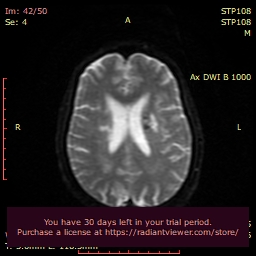 Im: 42/50
STP108
Se: 4
A
STP108
M
Ax DWI B 1000
R
L
You have 30 days left in your trial period.
Purchase a license at https://radiantviewer.com/store/